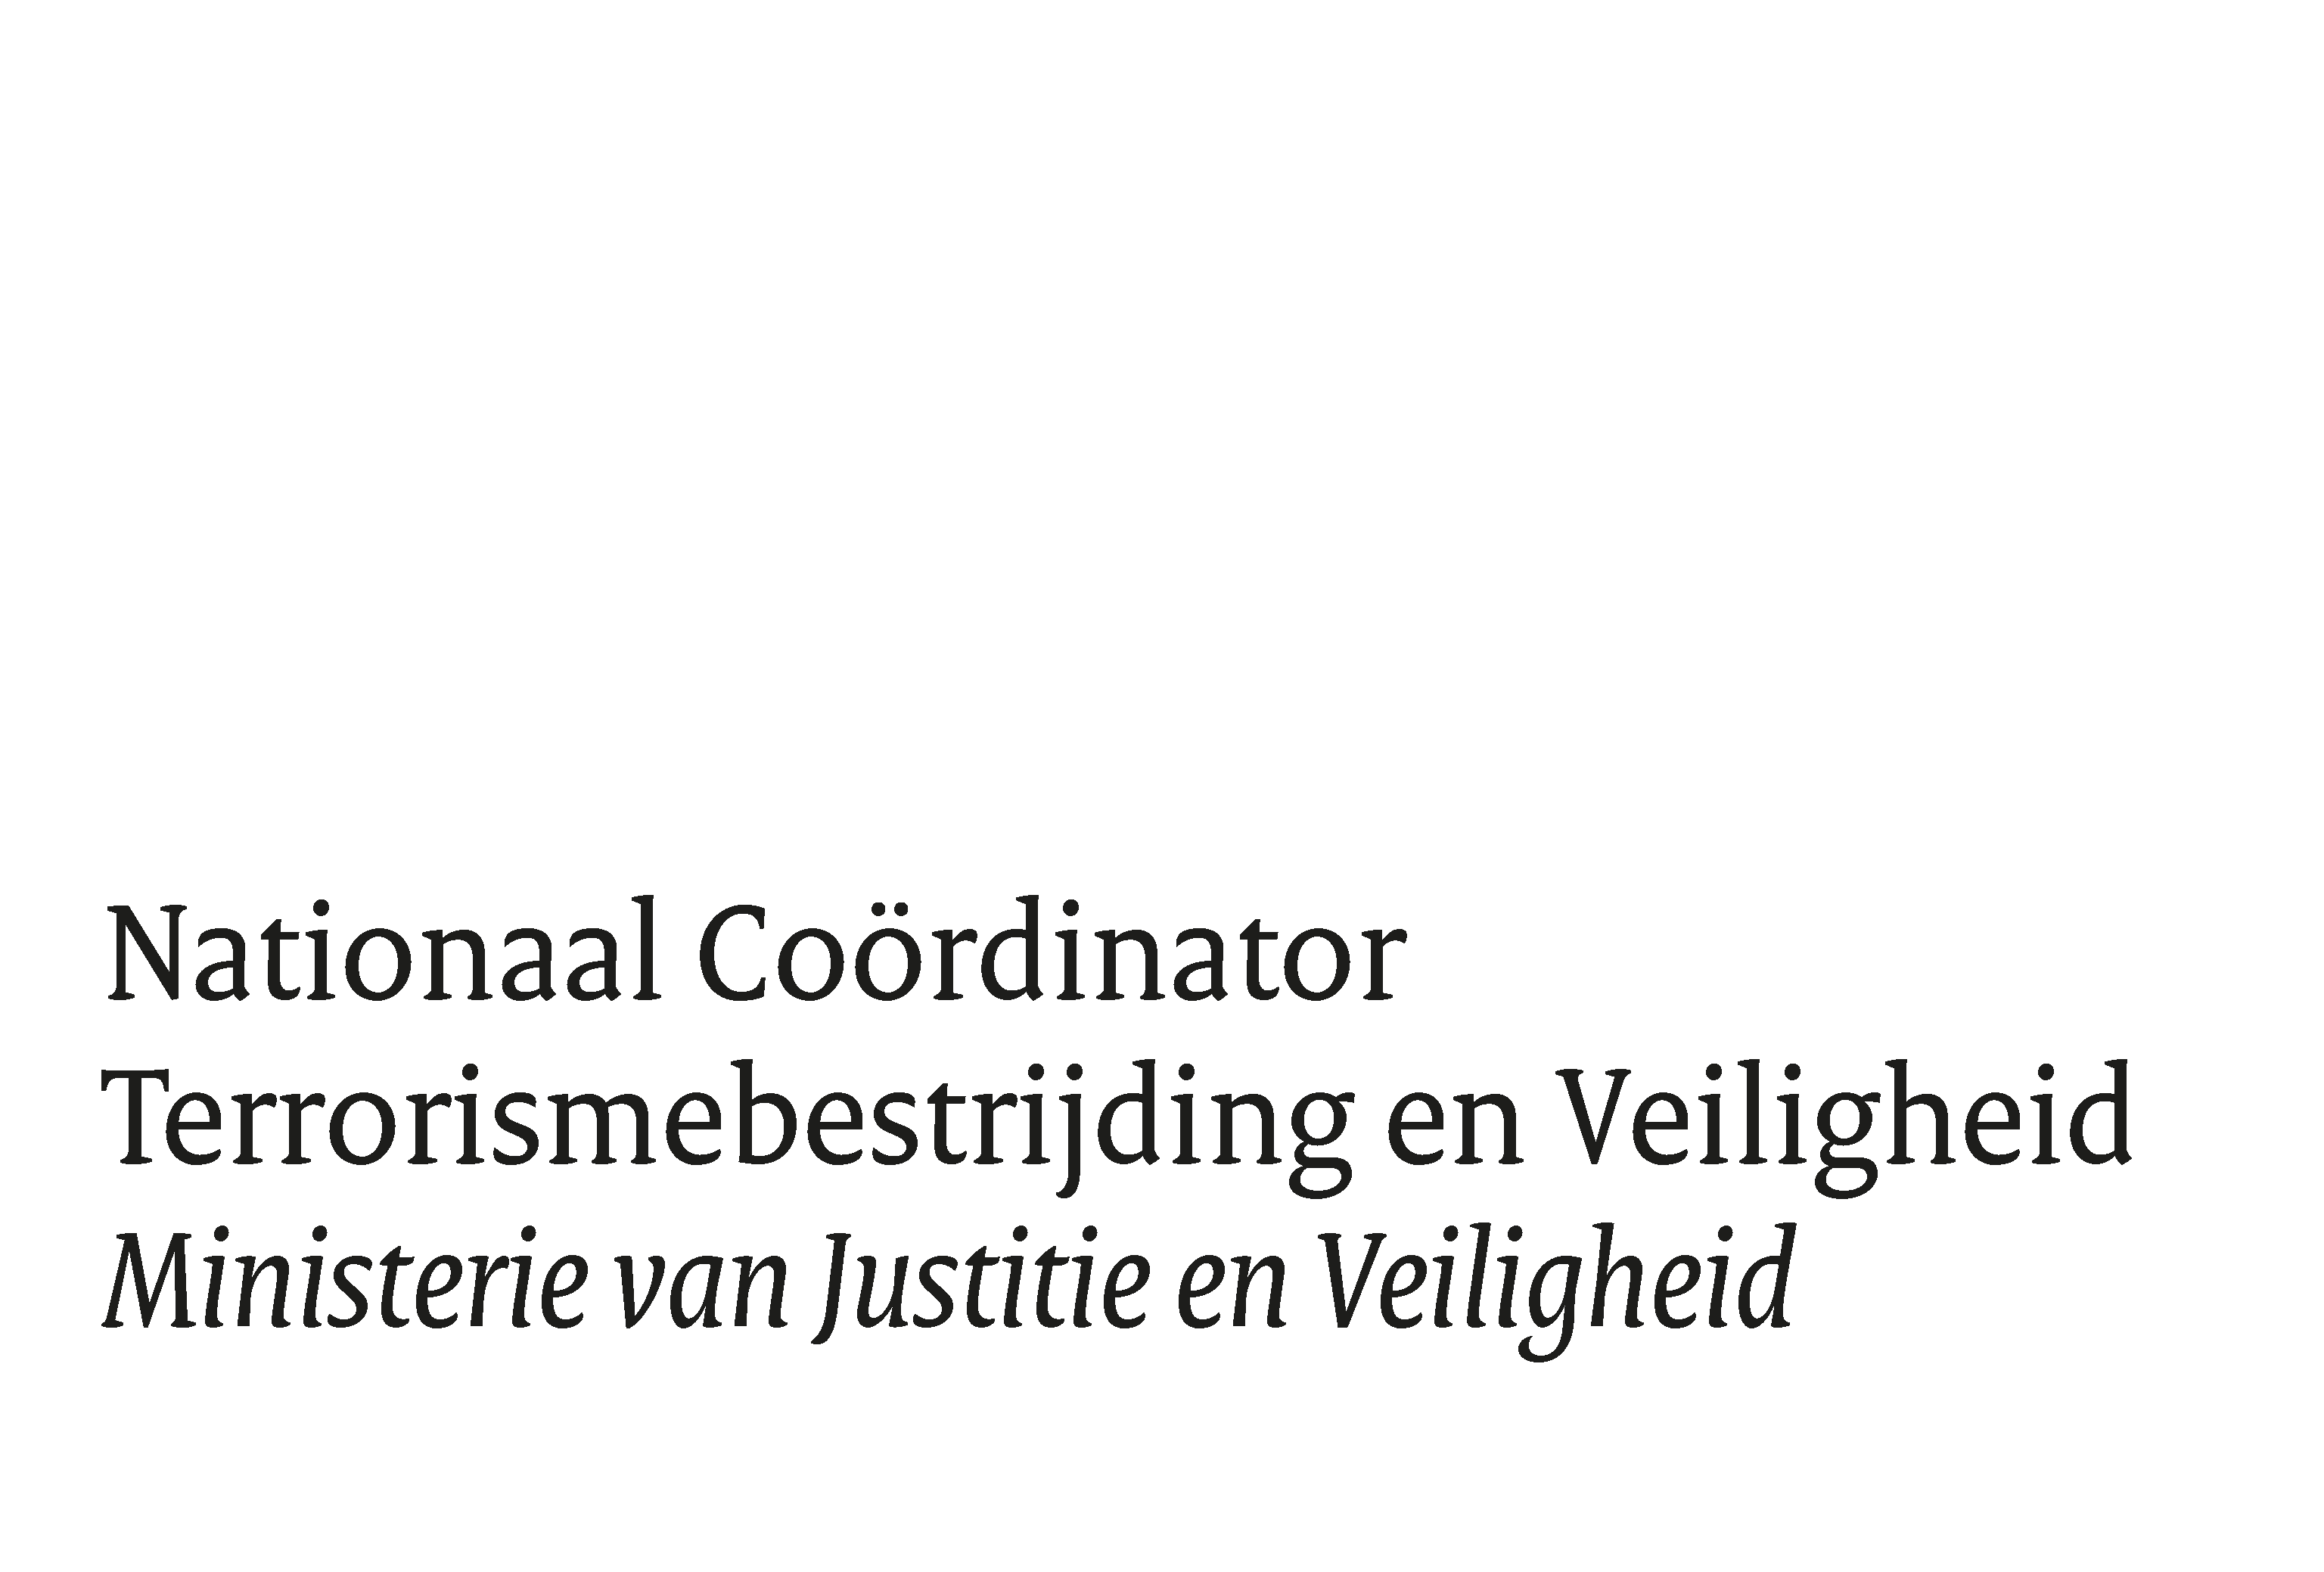 Nationaal Coördinator
Terrorismebestrijding en Veiligheid
Ministerie van Justitie en Veiligheid